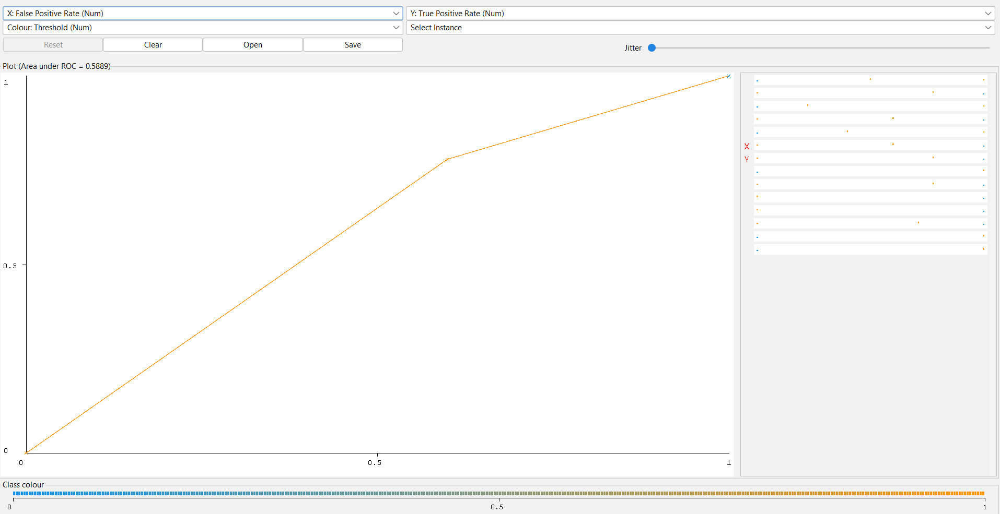 X: False Positive Rate (Num)
Y: True Positive Rate (Num)
Colour: Threshold (Num)
Select Instance
Reset
Clear
Open
Save
Jitter
Plot (Area under ROC = 0.5889)
1
0.5
0
0
0.5
1
X
Y
Class colour
0
0.5
1